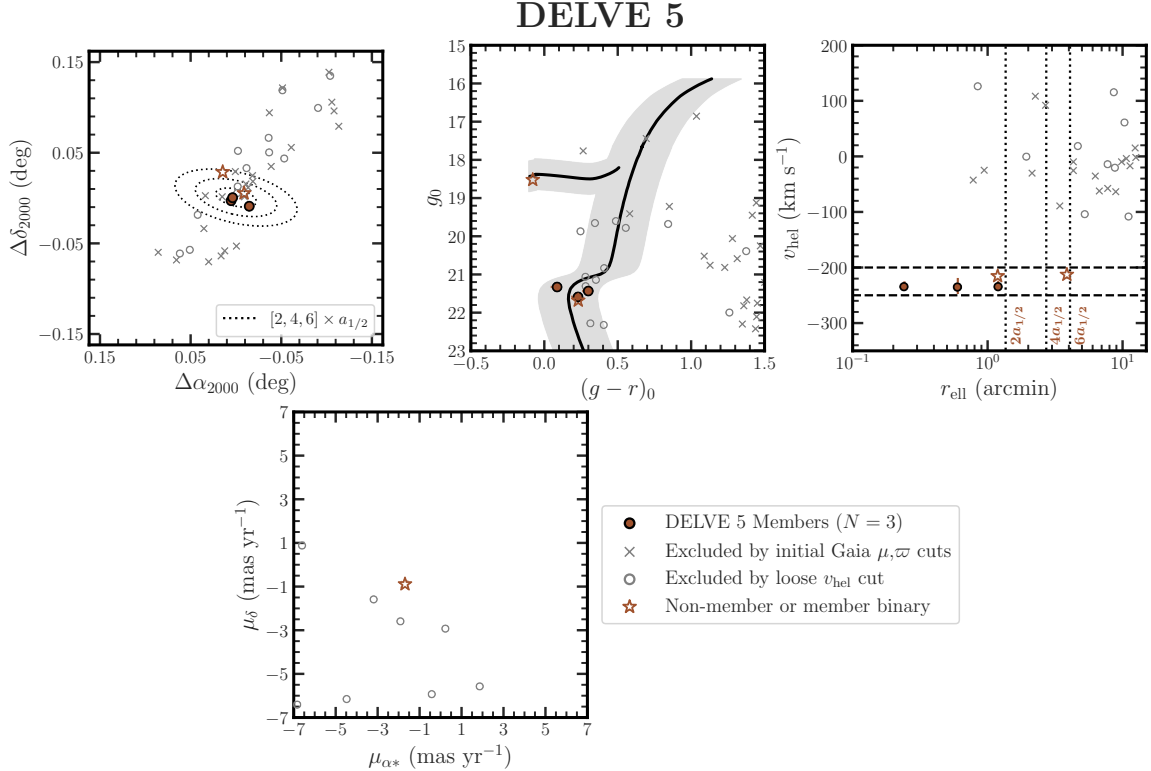 DELVE 5
0.15
0.05
−0.05
−0.15
0.15
0.05
−0.05
−0.15
Δδ2000 (deg)
Δα2000 (deg)
[2, 4, 6] × a1/2
15
16
17
18
19
20
21
22
23
−0.5
0.0
0.5
1.0
1.5
g0
(g − r)0
200
100
0
−100
−200
−300
10−1
100
101
vhel (km s−1)
rell (arcmin)
2a1/2
4a1/2
6a1/2
7
5
3
1
−1
−3
−5
−7
−7
−5
−3
−1
1
3
5
7
μδ (mas yr−1)
μα* (mas yr−1)
DELVE 5 Members (N = 3)
Excluded by initial Gaia μ,ϖ cuts
Excluded by loose vhel cut
Non-member or member binary